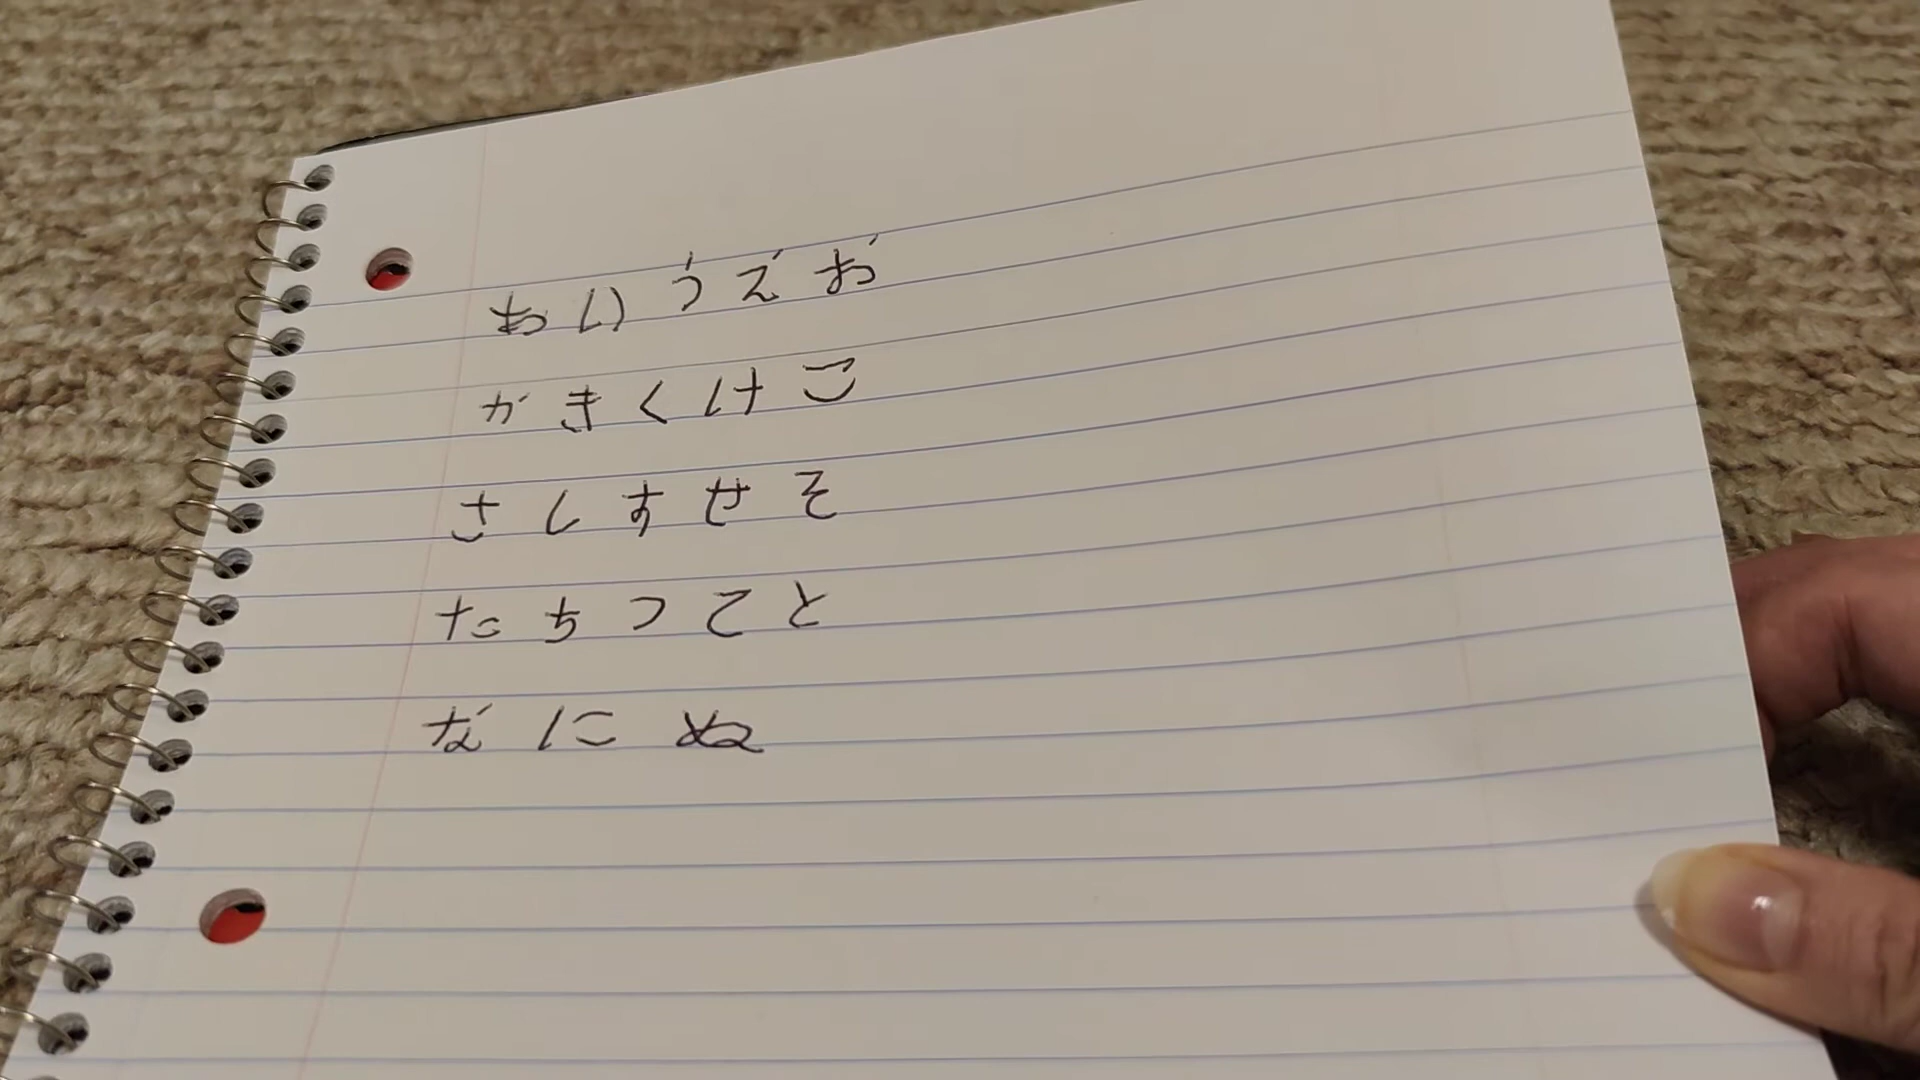 あいうえお
かきくけこ
さしすせそ
たちつてと
なにぬ